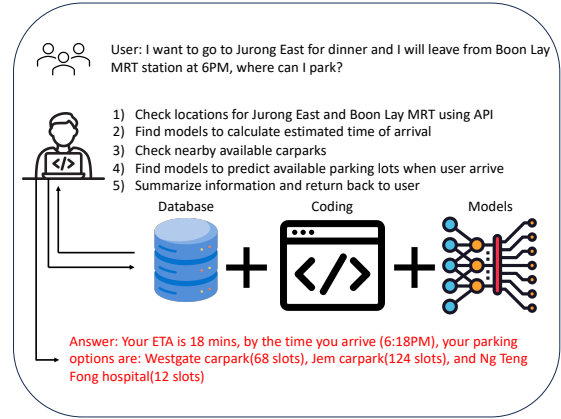 User: I want to go to Jurong East for dinner and I will leave from Boon Lay
MRT station at 6PM, where can I park?
1) Check locations for Jurong East and Boon Lay MRT using API
2) Find models to calculate estimated time of arrival
3) Check nearby available carparks
4) Find models to predict available parking lots when user arrive
5) Summarize information and return back to user
Database Coding Models
</>
</>
Answer: Your ETA is 18 mins, by the time you arrive (6:18PM), your parking
options are: Westgate carpark(68 slots), Jem carpark(124 slots), and Ng Teng
Fong hospital(12 slots)